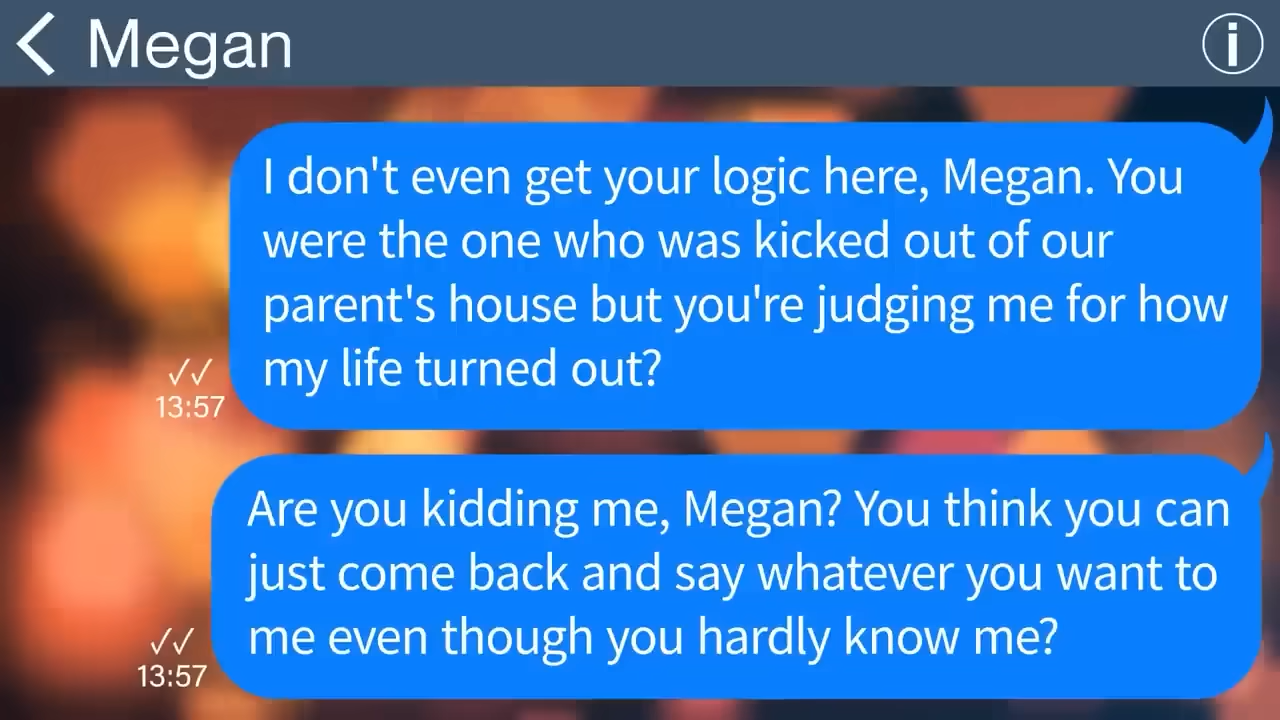 Megan
I don't even get your logic here, Megan. You
were the one who was kicked out of our
parent's house but you're judging me for how
my life turned out?
13:57
Are you kidding me, Megan? You think you can
just come back and say whatever you want to
me even though you hardly know me?
13:57